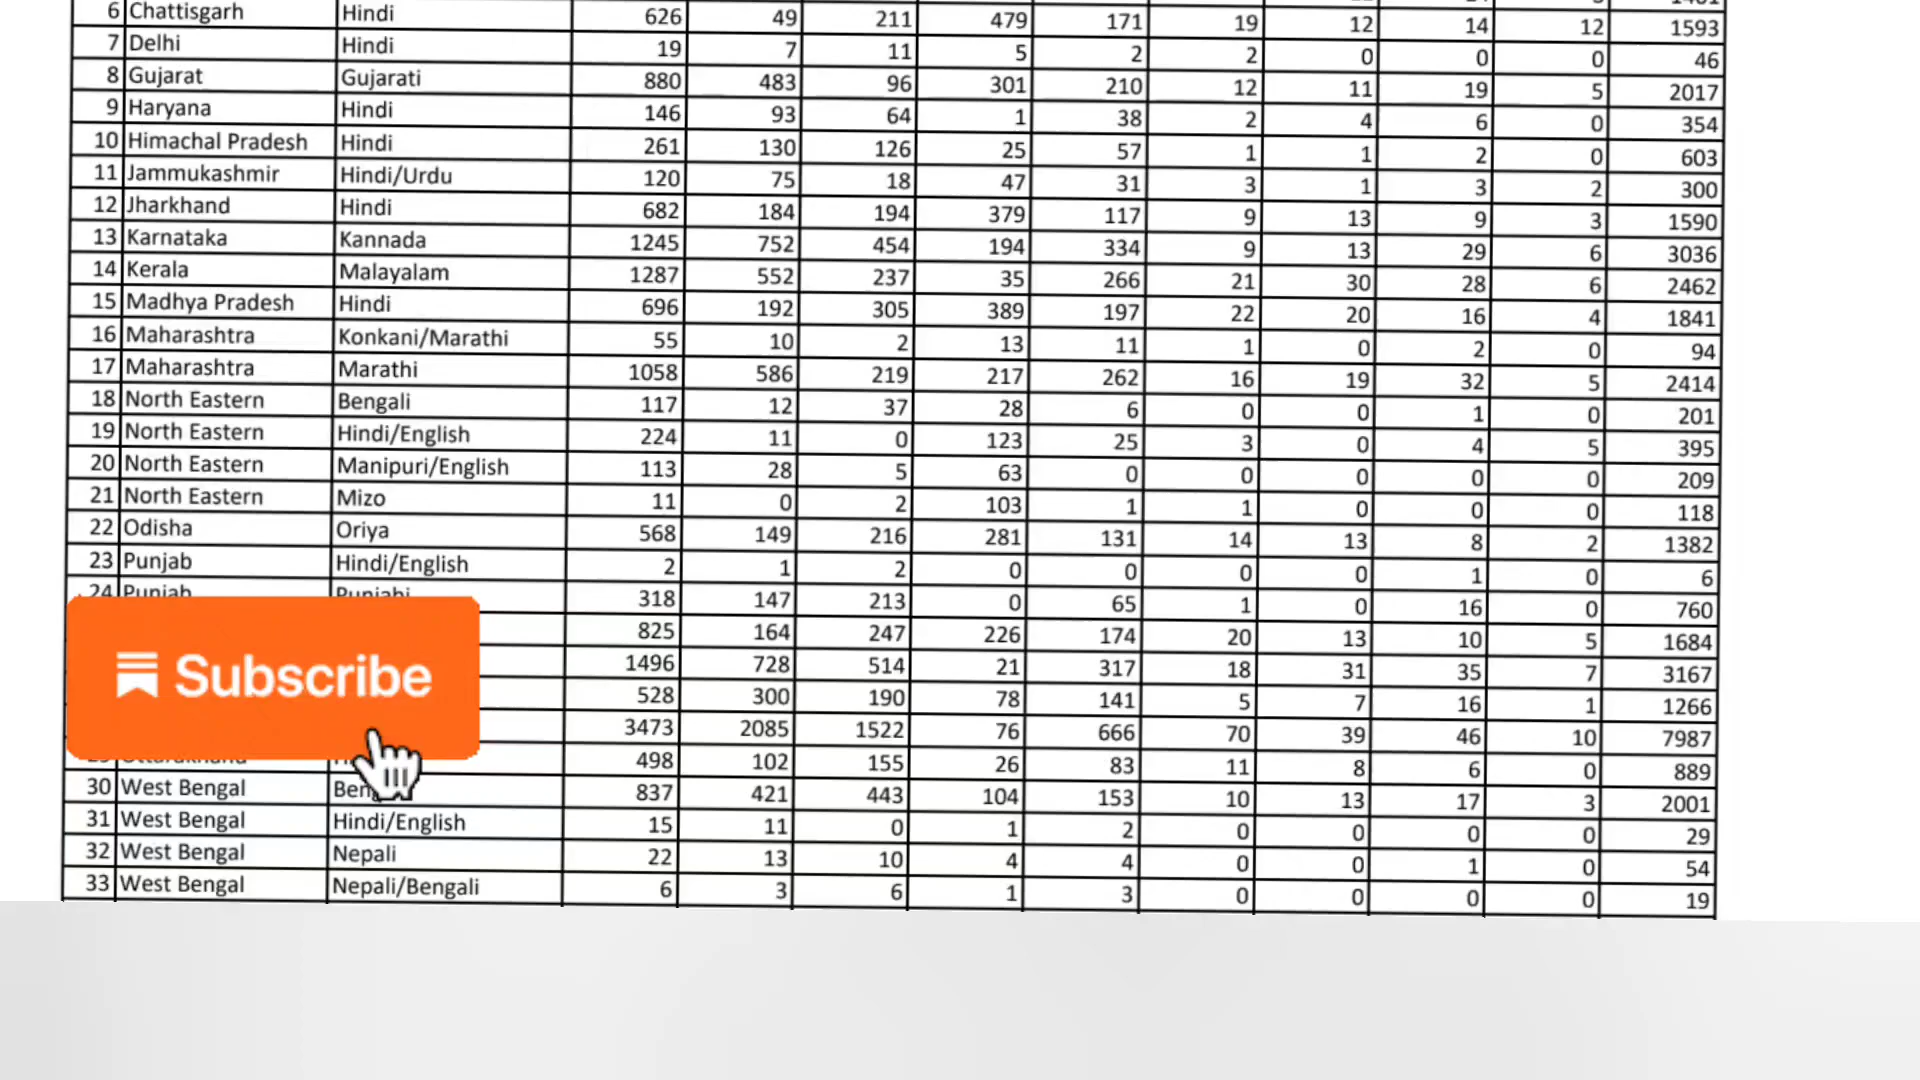 6 Chattisgarh Hindi 626 49 211 479 171 19 12 14 12 1593
7 Delhi Hindi 19 7 11 5 2 2 0 0 0 46
8 Gujarat Gujarati 880 483 96 301 210 12 11 19 5 2017
9 Haryana Hindi 146 93 64 1 38 2 4 6 0 354
10 Himachal Pradesh Hindi 261 130 126 25 57 1 1 2 0 603
11 Jammukashmir Hindi/Urdu 120 75 18 47 31 3 1 3 2 300
12 Jharkhand Hindi 682 184 194 379 117 9 13 9 3 1590
13 Karnataka Kannada 1245 752 454 194 334 9 13 29 6 3036
14 Kerala Malayalam 1287 552 237 35 266 21 30 28 6 2462
15 Madhya Pradesh Hindi 696 192 305 389 197 22 20 16 4 1841
16 Maharashtra Konkani/Marathi 55 10 2 13 11 1 0 2 0 94
17 Maharashtra Marathi 1058 586 219 217 262 16 19 32 5 2414
18 North Eastern Bengali 117 12 37 28 6 0 0 1 0 201
19 North Eastern Hindi/English 224 11 0 123 25 3 0 4 5 395
20 North Eastern Manipuri/English 113 28 5 63 0 0 0 0 0 209
21 North Eastern Mizo 11 0 2 103 1 1 0 0 0 118
22 Odisha Oriya 568 149 216 281 131 14 13 8 2 1382
23 Punjab Hindi/English 2 1 2 0 0 0 0 1 0 6
24 Punjab Punjabi 318 147 213 0 65 1 0 16 0 760
825 164 247 226 174 20 13 10 5 1684
Subscribe 1496 728 514 21 317 18 31 35 7 3167
528 300 190 78 141 5 7 16 1 1266
3473 2085 1522 76 666 70 39 46 10 7987
498 102 155 26 83 11 8 6 0 889
30 West Bengal 837 421 443 104 153 10 13 17 3 2001
31 West Bengal Hindi/English 15 11 0 1 2 0 0 0 0 29
32 West Bengal Nepali 22 13 10 4 4 0 0 1 0 54
33 West Bengal Nepali/Bengali 6 3 6 1 3 0 0 0 0 19